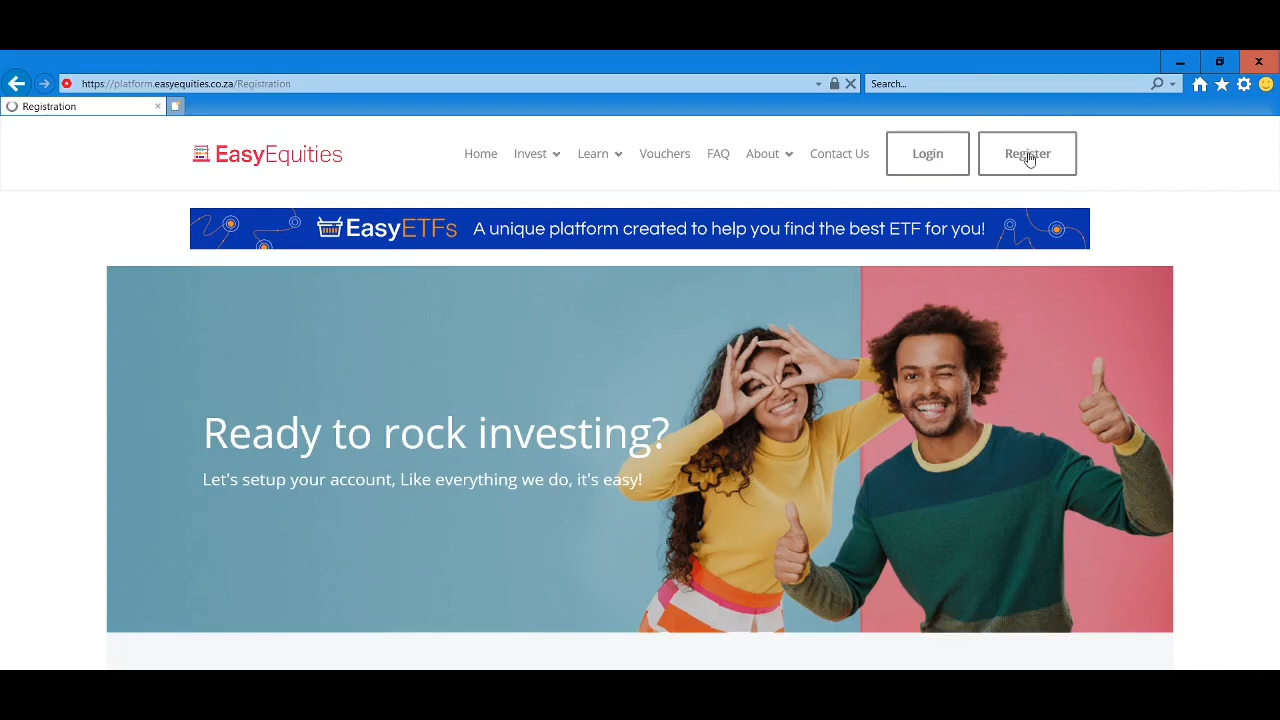 https://platform.easyequities.co.za/Registration
Search...
Registration
EasyEquities
Home
Invest
Learn
Vouchers
FAQ
About
Contact Us
Login
Register
EasyETFs A unique platform created to help you find the best ETF for you!
Ready to rock investing?
Let's setup your account, Like everything we do, it's easy!